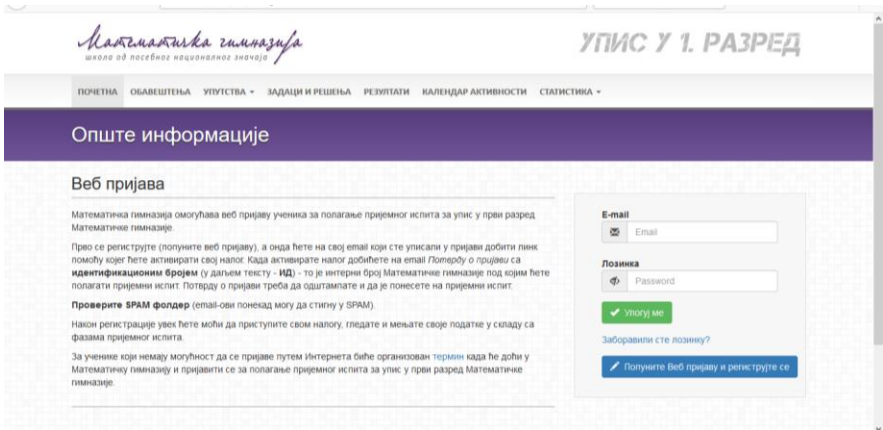 Математичка гимназија
школа од посебног националног значаја
УПИС У 1. РАЗРЕД
ПОЧЕТНА ОБАВЕШТЕЊА УПУТСТВА ЗАДАЦИ И РЕШЕЊА РЕЗУЛТАТИ КАЛЕНДАР АКТИВНОСТИ СТАТИСТИКА
Опште информације
Веб пријава
Математичка гимназија омогућава веб пријаву ученика за полагање пријемног испита за упис у први разред
Математичке гимназије.
Прво се региструјте (попуните веб пријаву), а онда ћете на свој email који сте уписали у пријави добити линк
помоћу којег ћете активирати свој налог. Када активирате налог добићете на email Потврду о пријави са
идентификационим бројем (у даљем тексту - ИД) - то је интерни број Математичке гимназије под којим ћете
полагати пријемни испит. Потврду о пријави треба да одштампате и да је понесете на пријемни испит.
Проверите SPAM фолдер (email-ови понекад могу да стигну у SPAM).
Након регистрације увек ћете моћи да приступите свом налогу, гледате и мењате своје податке у складу са
фазама пријемног испита.
За ученике који немају могућност да се пријаве путем Интернета биће организован термин када ће доћи у
Математичку гимназију и пријавити се за полагање пријемног испита за упис у први разред Математичке
гимназије.
E-mail
Email
Лозинка
Password
Улогуј ме
Заборавили сте лозинку?
Попуните Веб пријаву и региструјте се